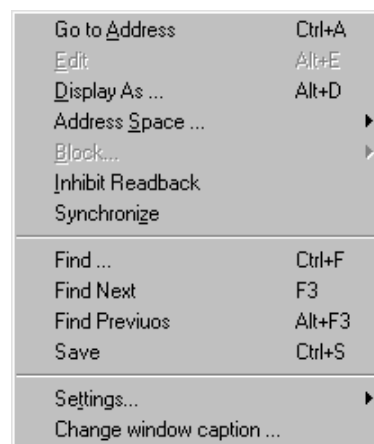 Go to Address Ctrl+A
Edit Alt+E
Display As ... Alt+D
Address Space ...
Block...
Inhibit Readback
Synchronize
Find ... Ctrl+F
Find Next F3
Find Previuos Alt+F3
Save Ctrl+S
Settings...
Change window caption ...